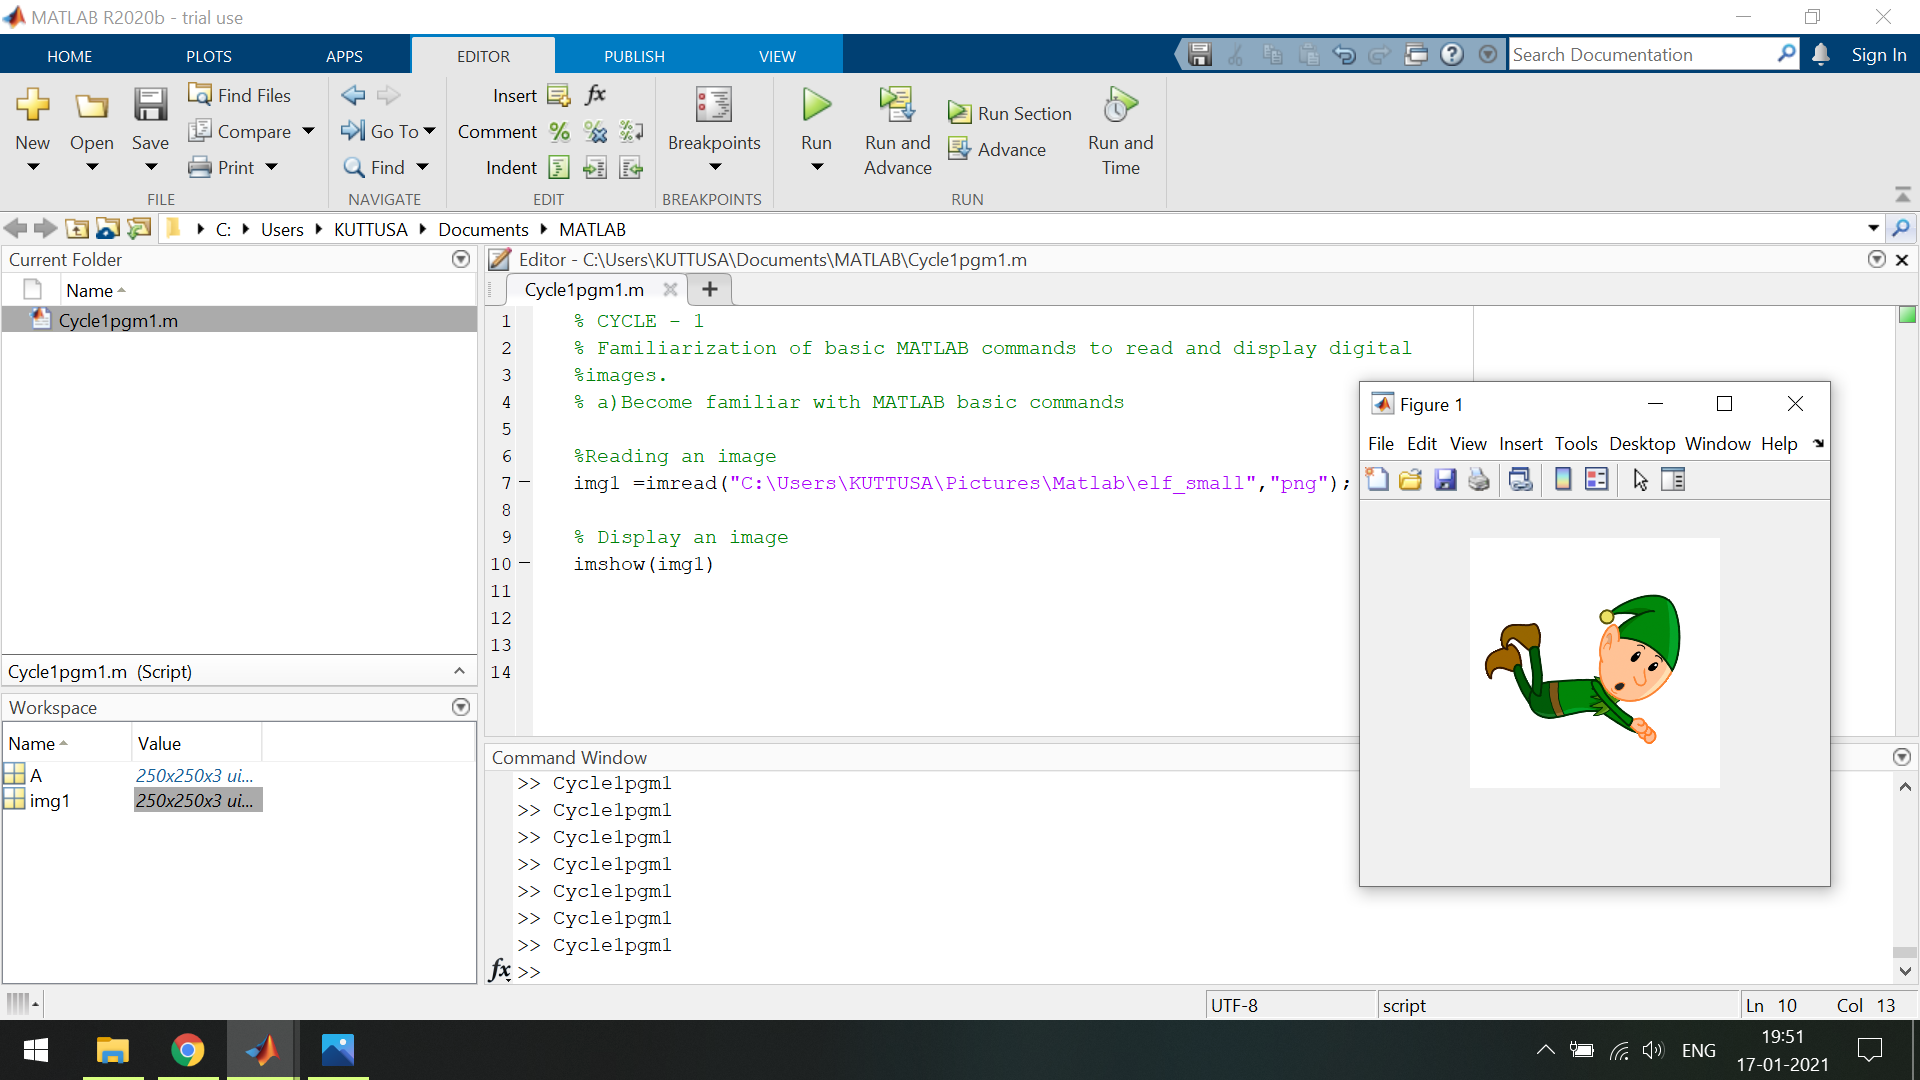 MATLAB R2020b - trial use
HOME PLOTS APPS EDITOR PUBLISH VIEW
Search Documentation
Sign In
New
Open
Save
Find Files
Compare
Print
FILE
Go To
Find
NAVIGATE
Insert fx
Comment
Indent
EDIT
Breakpoints
BREAKPOINTS
Run
Run and
Advance
Run Section
Advance
Run and
Time
RUN
C: Users KUTTUSA Documents MATLAB
Current Folder
Name
Cycle1pgm1.m
Cycle1pgm1.m (Script)
Workspace
Name Value
A 250x250x3 ui...
img1 250x250x3 ui...
Editor - C:\Users\KUTTUSA\Documents\MATLAB\Cycle1pgm1.m
Cycle1pgm1.m
1 % CYCLE - 1
2 % Familiarization of basic MATLAB commands to read and display digital
3 %images.
4 % a)Become familiar with MATLAB basic commands
5
6 %Reading an image
7 img1 =imread("C:\Users\KUTTUSA\Pictures\Matlab\elf_small","png");
8
9 % Display an image
10 imshow(img1)
11
12
13
14
Figure 1
File Edit View Insert Tools Desktop Window Help
Command Window
>> Cycle1pgm1
>> Cycle1pgm1
>> Cycle1pgm1
>> Cycle1pgm1
>> Cycle1pgm1
>> Cycle1pgm1
>> Cycle1pgm1
fx >>
UTF-8 script Ln 10 Col 13
ENG
19:51
17-01-2021